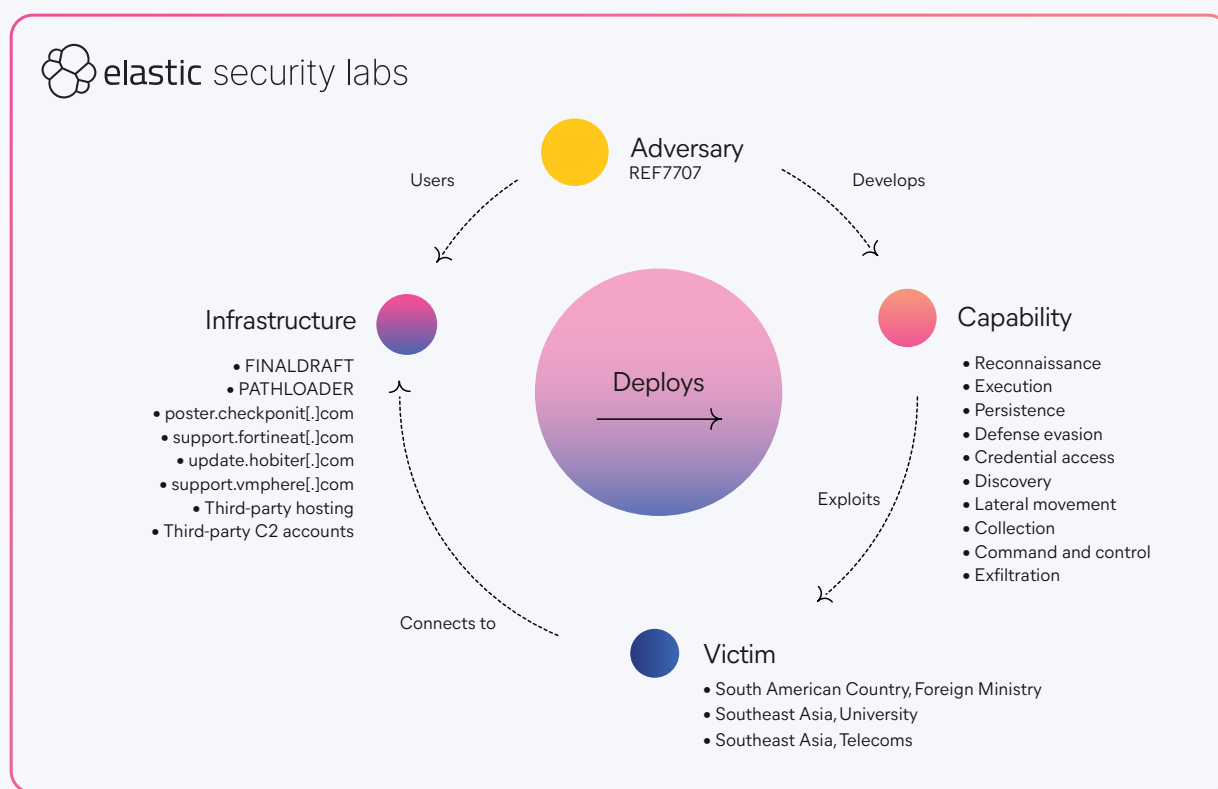 elastic security labs
Adversary
REF7707
Users
Develops
Infrastructure
• FINALDRAFT
• PATHLOADER
• poster.checkponit[.]com
• support.fortineat[.]com
• update.hobiter[.]com
• support.vmphere[.]com
• Third-party hosting
• Third-party C2 accounts
Deploys
Capability
• Reconnaissance
• Execution
• Persistence
• Defense evasion
• Credential access
• Discovery
• Lateral movement
• Collection
• Command and control
• Exfiltration
Exploits
Connects to
Victim
• South American Country, Foreign Ministry
• Southeast Asia, University
• Southeast Asia, Telecoms